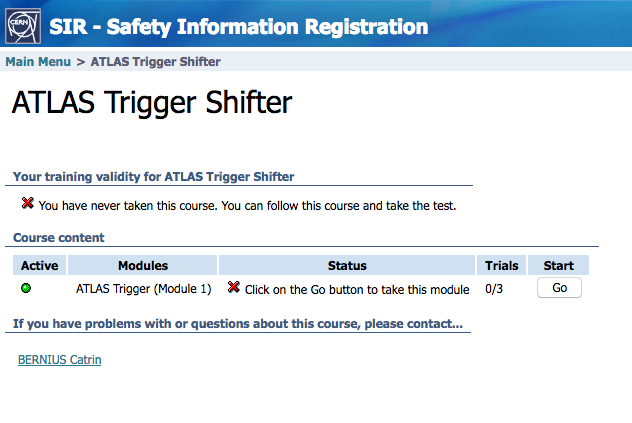 CERN
SIR - Safety Information Registration
Main Menu > ATLAS Trigger Shifter
ATLAS Trigger Shifter
Your training validity for ATLAS Trigger Shifter
You have never taken this course. You can follow this course and take the test.
Course content
Active Modules Status Trials Start
ATLAS Trigger (Module 1) Click on the Go button to take this module 0/3 Go
If you have problems with or questions about this course, please contact...
BERNIUS Catrin